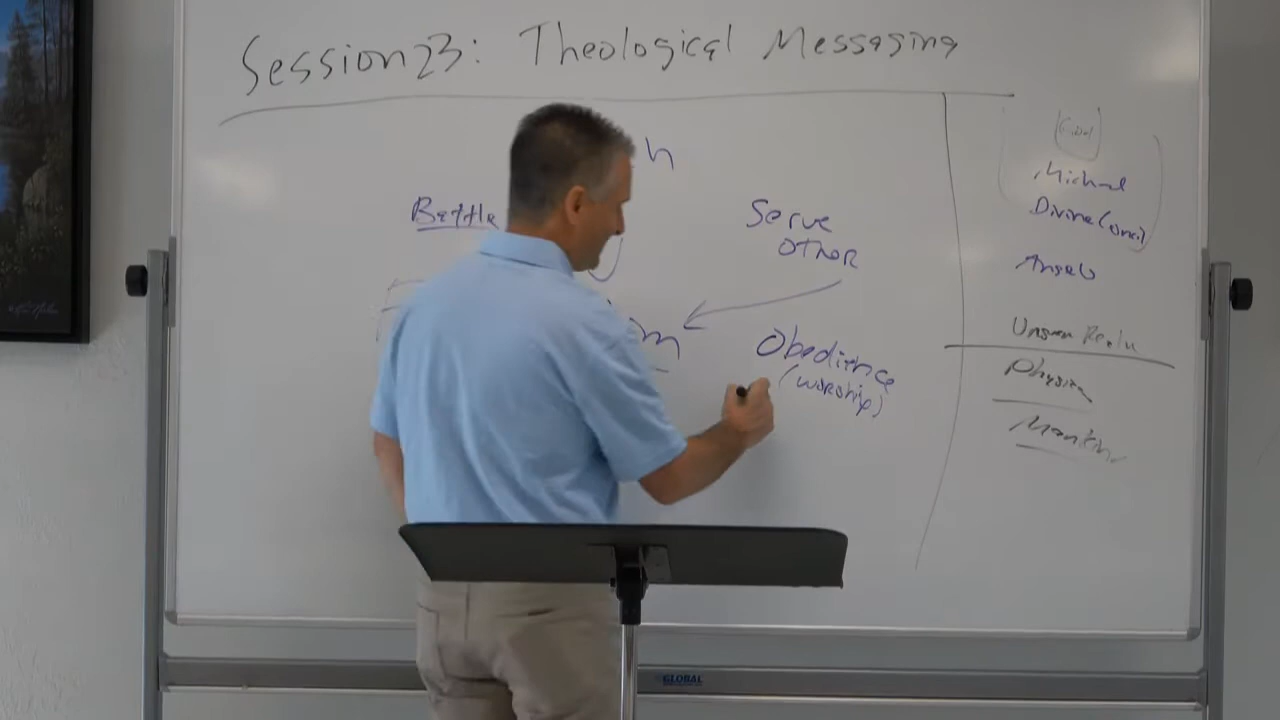 Session 23: Theological Messaging
h
Battle
Serve
Other
m
Obedience
(worship)
Michael
Divine Council
Angels
Unseen Realm
Physical
Mankind
GLOBAL